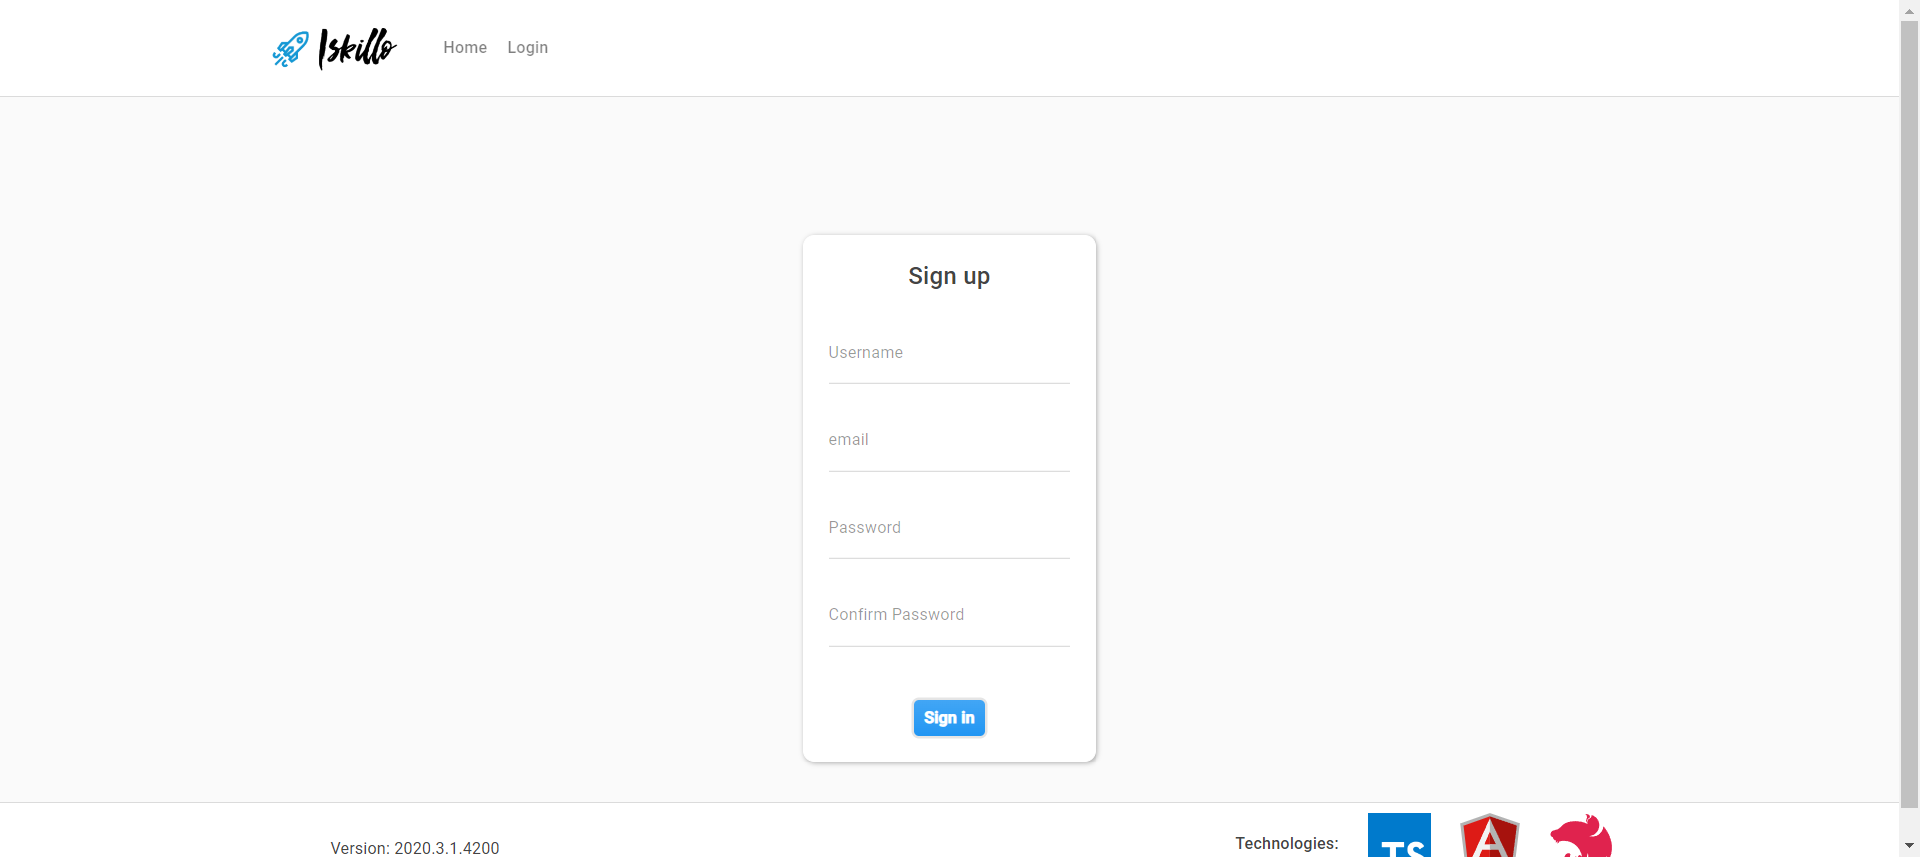 Iskillo
Home Login
Sign up
Username
email
Password
Confirm Password
Sign in
Version: 2020.3.1.4200
Technologies:
TS
A